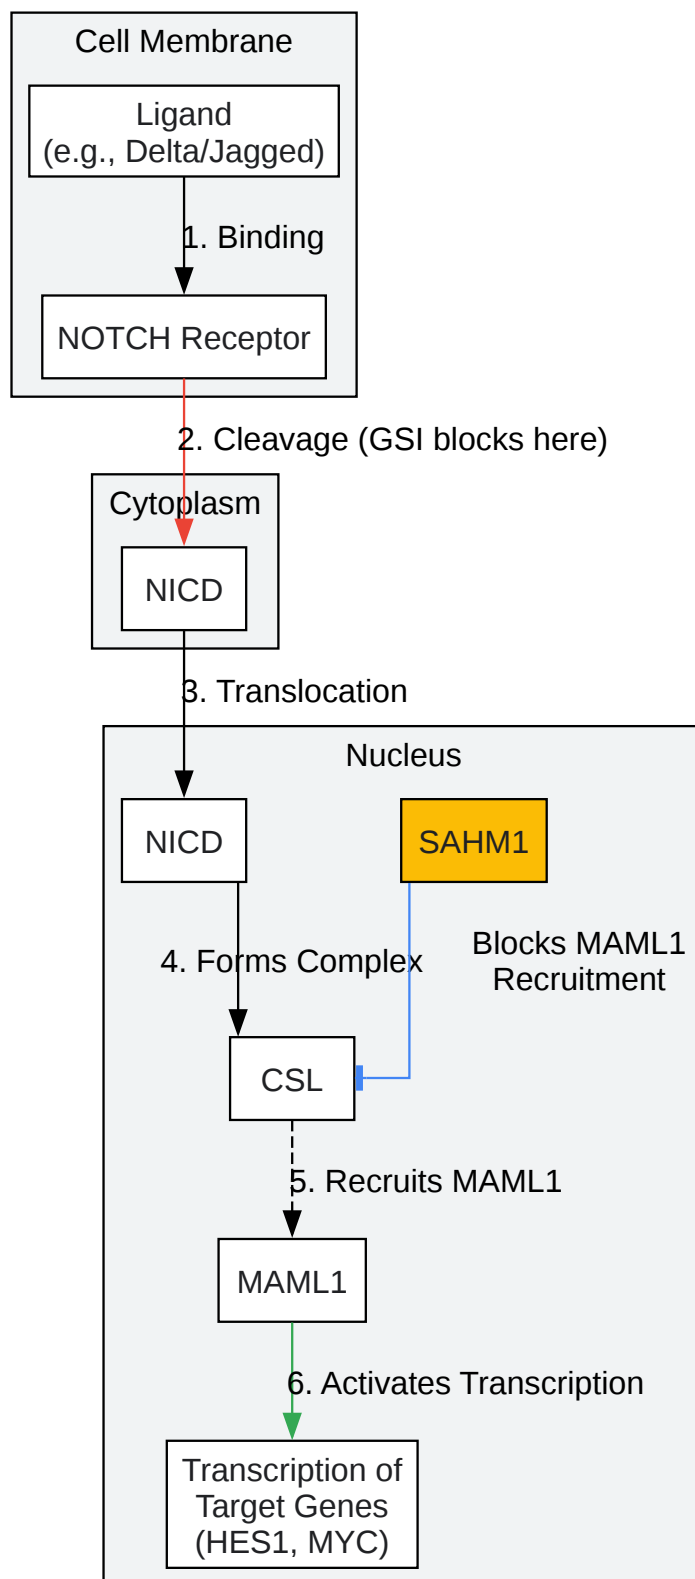 Cell Membrane
Ligand
(e.g., Delta/Jagged)
1. Binding
NOTCH Receptor
2. Cleavage (GSI blocks here)
Cytoplasm
NICD
3. Translocation
Nucleus
NICD
SAHM1
4. Forms Complex
Blocks MAML1
Recruitment
CSL
5. Recruits MAML1
MAML1
6. Activates Transcription
Transcription of
Target Genes
(HES1, MYC)